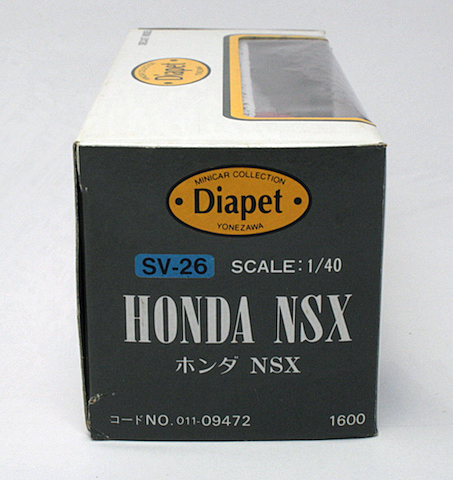 Diapet
MINICAR COLLECTION
• Diapet •
YONEZAWA
SV-26 SCALE:1/40
HONDA NSX
ホンダ NSX
コードNO. 011-09472 1600